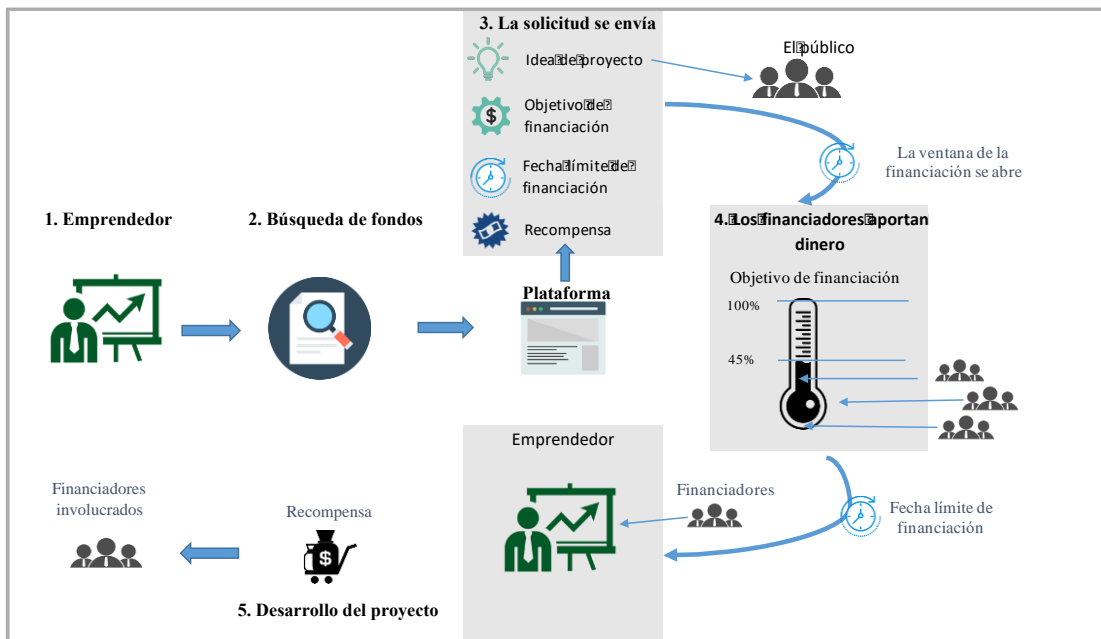 3. La solicitud se envía
Idea de proyecto
Objetivo de
financiación
Fecha límite de
financiación
Recompensa
El público
La ventana de la
financiación se abre
1. Emprendedor
2. Búsqueda de fondos
Plataforma
4. Los financiadores aportan
dinero
Objetivo de financiación
100%
45%
Emprendedor
Financiadores
Fecha límite de
financiación
Financiadores
involucrados
Recompensa
5. Desarrollo del proyecto